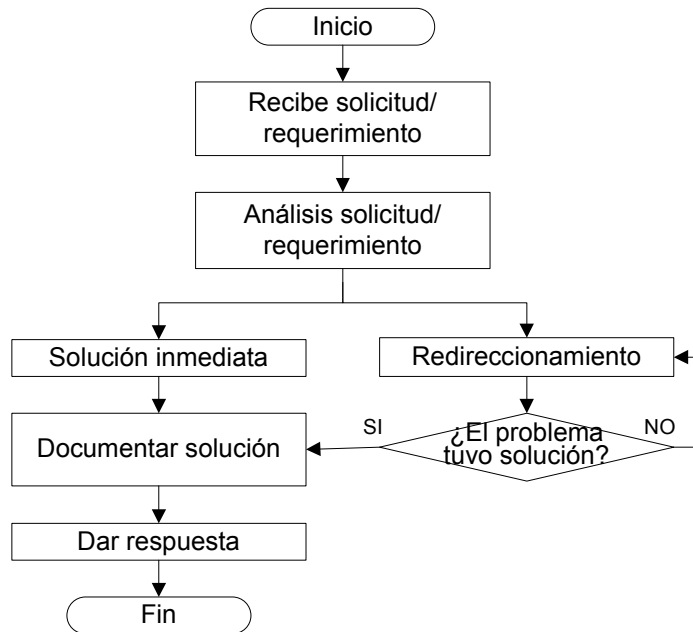 Inicio
Recibe solicitud/
requerimiento
Análisis solicitud/
requerimiento
Solución inmediata
Redireccionamiento
Documentar solución
SI
¿El problema
tuvo solución?
NO
Dar respuesta
Fin